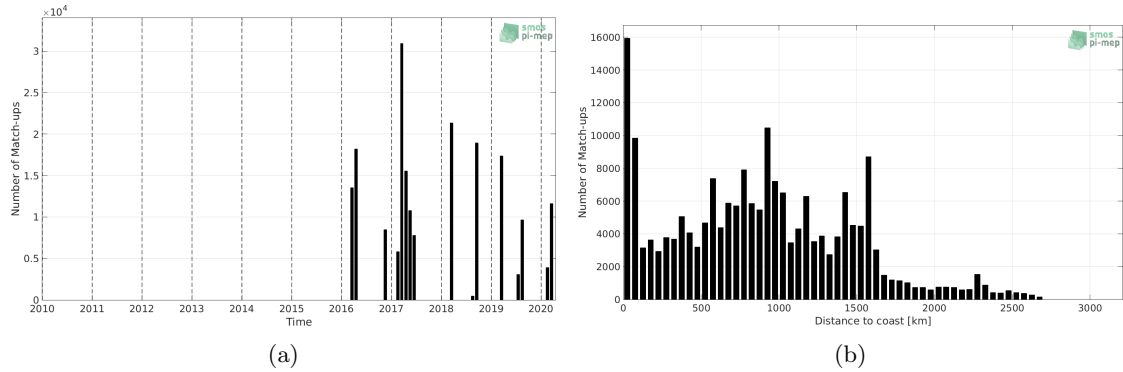 ×10⁴
smos
pi-mep
3
2.5
2
1.5
1
0.5
0
Number of Match-ups
2010 2011 2012 2013 2014 2015 2016 2017 2018 2019 2020
Time
(a)
smos
pi-mep
16000
14000
12000
10000
8000
6000
4000
2000
0
Number of Match-ups
0 500 1000 1500 2000 2500 3000
Distance to coast [km]
(b)